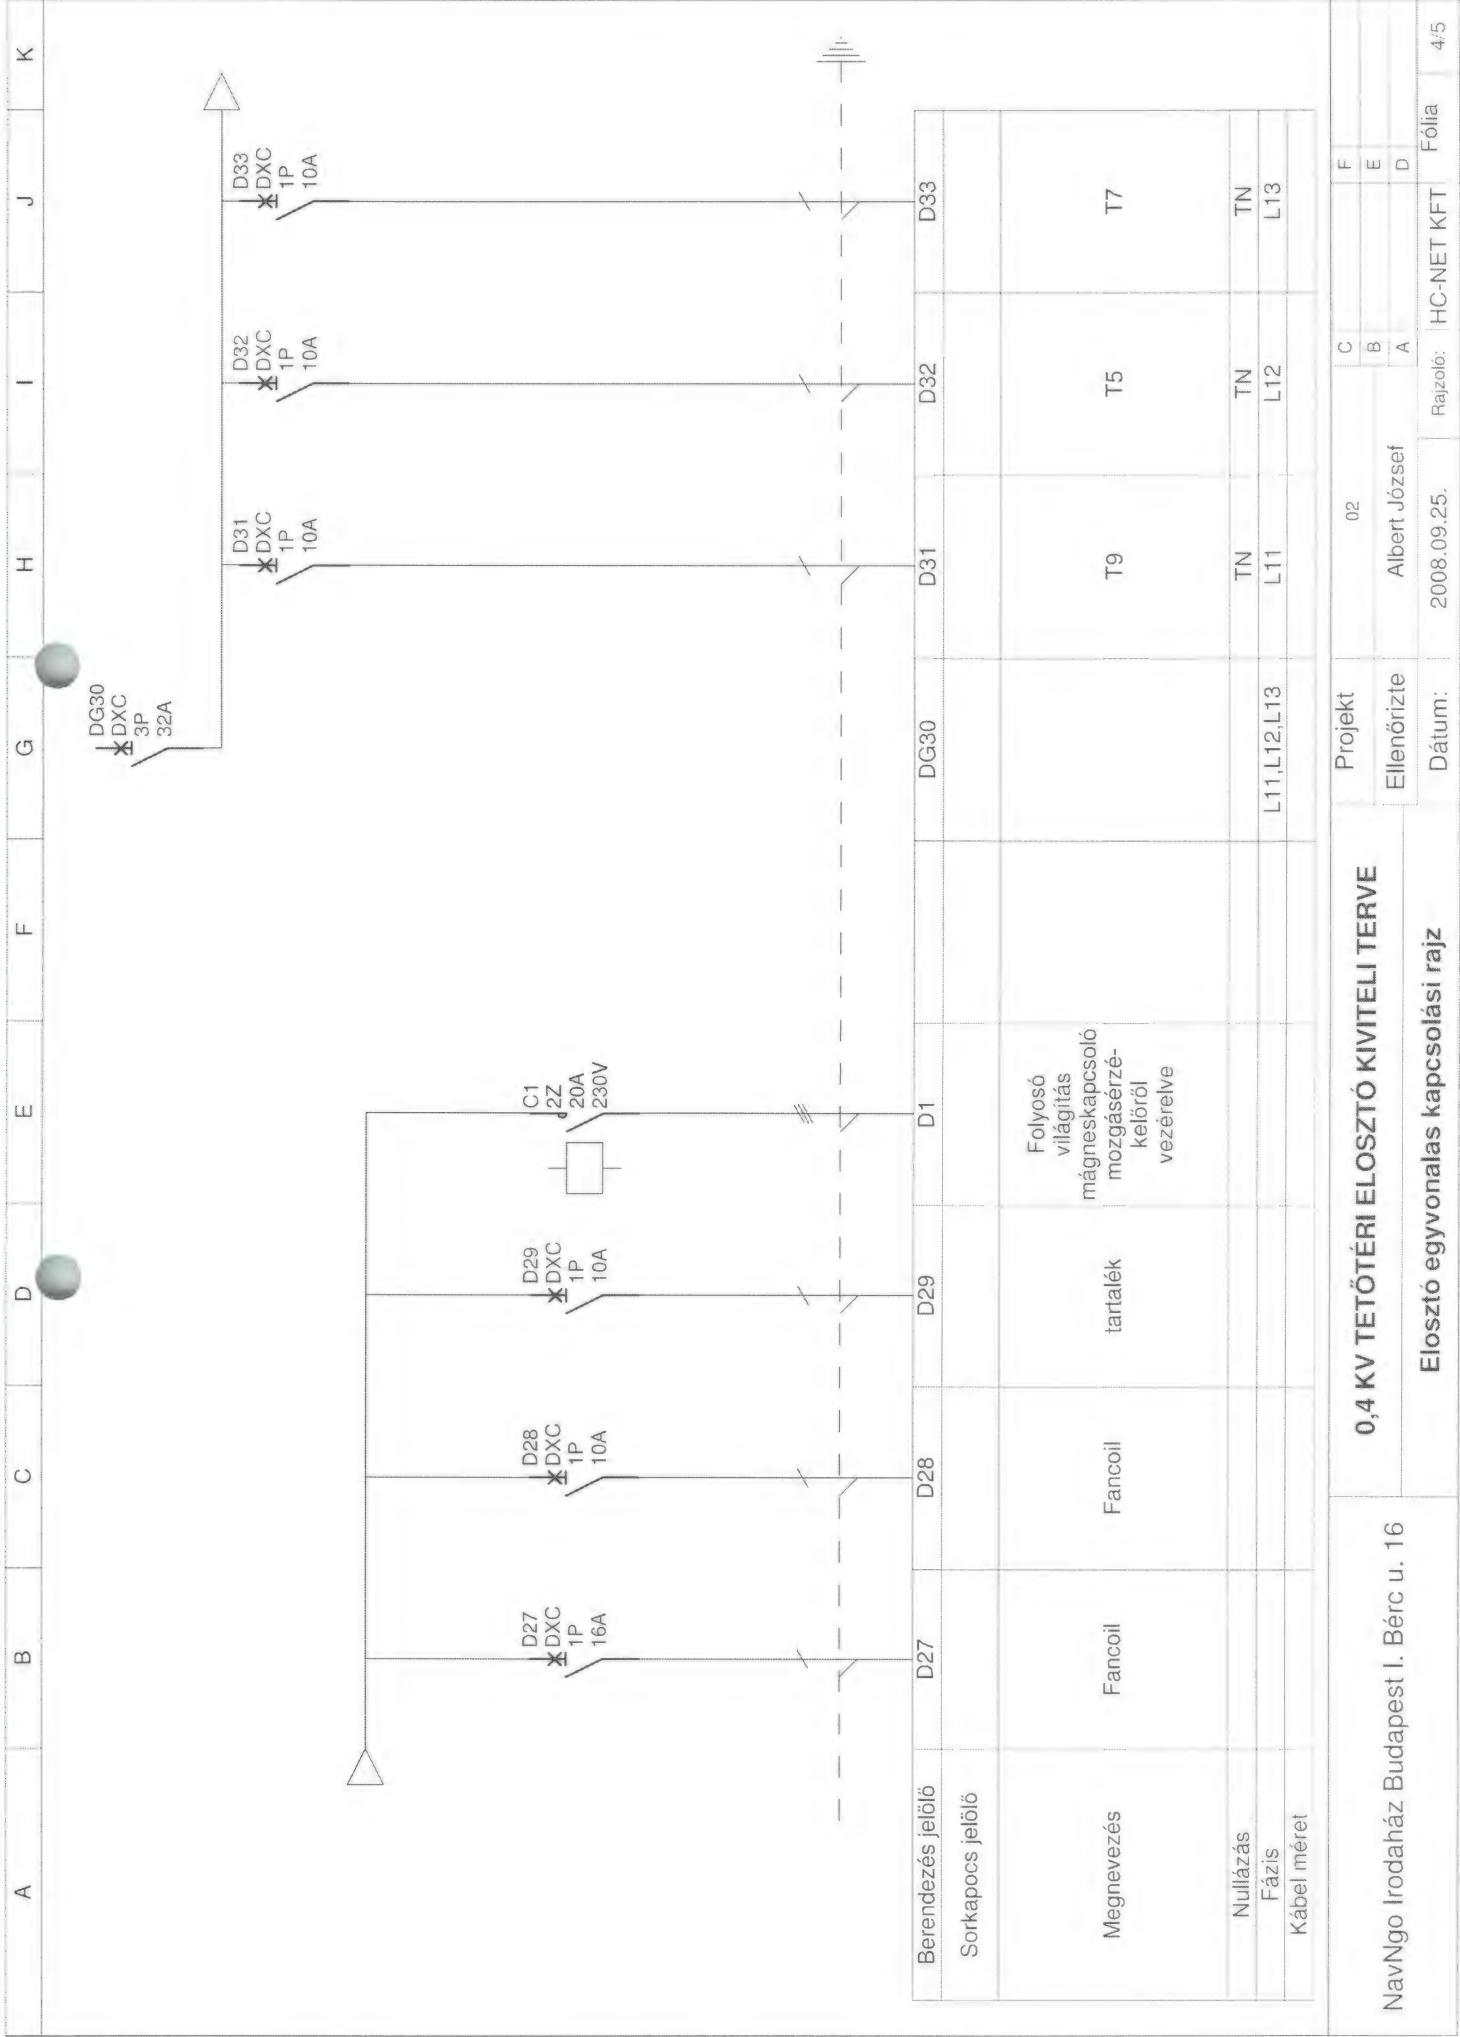 A B C D E F G H I J K
DG30
DXC
3P
32A
D31
DXC
1P
10A
D32
DXC
1P
10A
D33
DXC
1P
10A
D27
DXC
1P
16A
D28
DXC
1P
10A
D29
DXC
1P
10A
C1
2Z
20A
230V
Berendezés jelölő D27 D28 D29 D1 DG30 D31 D32 D33
Sorkapocs jelölő
Megnevezés Fancoil Fancoil tartalék
Folyosó
világítás
mágneskapcsoló
mozgásérzé-
kelőről
vezérelve
T9 T5 T7
Nullázás TN TN TN
Fázis L11,L12,L13 L11 L12 L13
Kábel méret
NavNgo Irodaház Budapest I. Bérc u. 16
0,4 KV TETŐTÉRI ELOSZTÓ KIVITELI TERVE
Elosztó egyvonalas kapcsolási rajz
Projekt 02
Ellenőrizte Albert József
Dátum: 2008.09.25.
C F
B E
A D
Rajzoló: HC-NET KFT Fólia 4/5